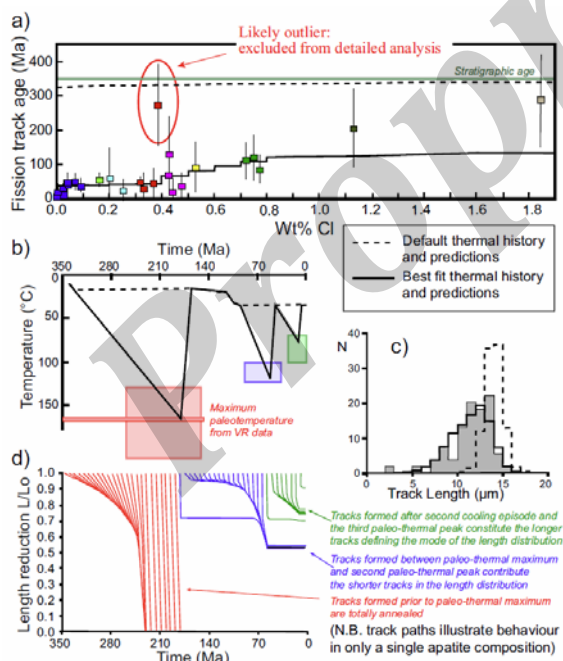 a)
Likely outlier:
excluded from detailed analysis
Fission track age (Ma)
400
300
200
100
0
Stratigraphic age
0.0 0.2 0.4 0.6 0.8 1.0 1.2 1.4 1.6 1.8
Wt% Cl
Default thermal history
and predictions
Best fit thermal history
and predictions
b)
Time (Ma)
350 210 140 70 0
Temperature (°C)
0
50
100
150
Maximum
paleotemperature
from VR data
c)
N
40
30
20
10
0
0 5 10 15 20
Track Length (µm)
d)
Length reduction L/Lo
1.0
0.9
0.8
0.7
0.6
0.5
0.4
0.3
0.2
0.1
0.0
350 250 150 50 0
Time (Ma)
Tracks formed after second cooling episode and
the third paleo-thermal peak constitute the longer
tracks defining the mode of the length distribution
Tracks formed between paleo-thermal maximum
and second paleo-thermal peak contribute
the shorter tracks in the length distribution
Tracks formed prior to paleo-thermal maximum
are totally annealed
(N.B. track paths illustrate behaviour
in only a single apatite composition)